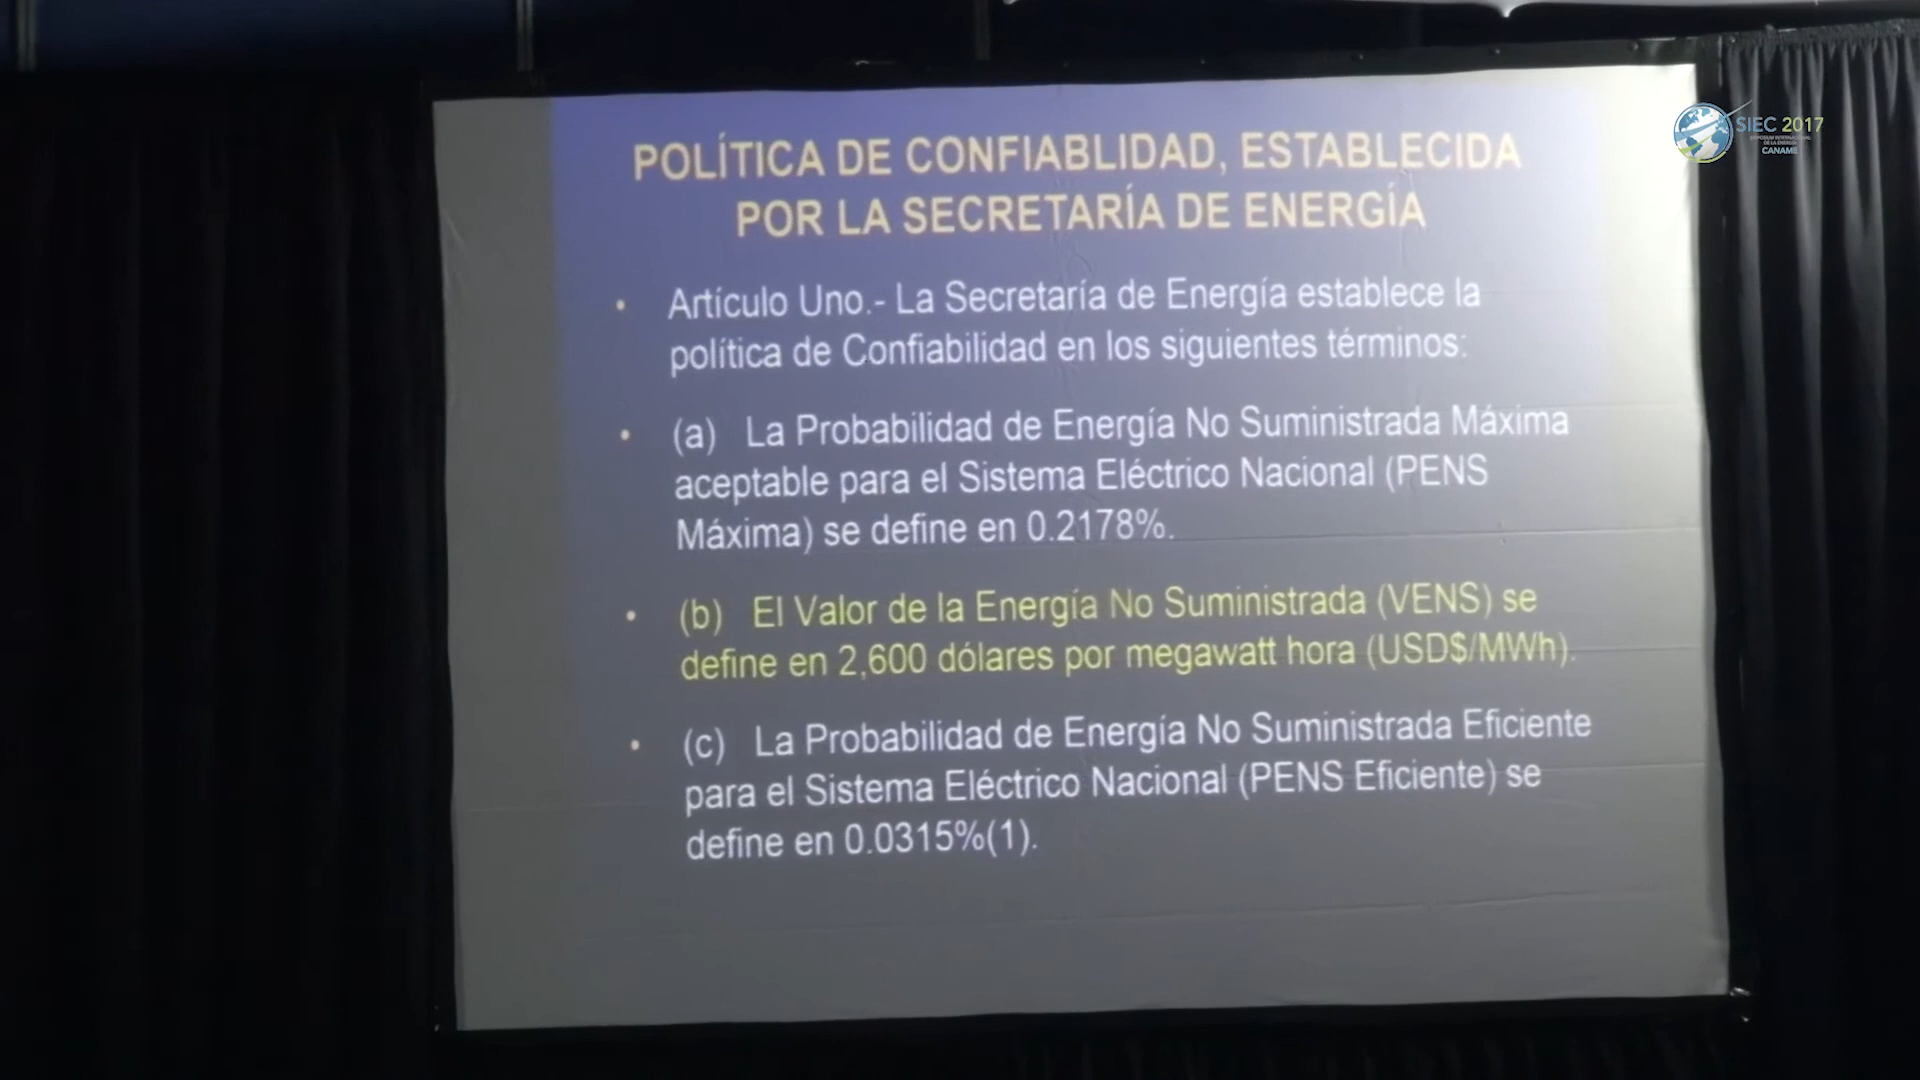 POLÍTICA DE CONFIABLIDAD, ESTABLECIDA
POR LA SECRETARÍA DE ENERGÍA
• Artículo Uno.- La Secretaría de Energía establece la
política de Confiabilidad en los siguientes términos:
• (a) La Probabilidad de Energía No Suministrada Máxima
aceptable para el Sistema Eléctrico Nacional (PENS
Máxima) se define en 0.2178%.
• (b) El Valor de la Energía No Suministrada (VENS) se
define en 2,600 dólares por megawatt hora (USD$/MWh).
• (c) La Probabilidad de Energía No Suministrada Eficiente
para el Sistema Eléctrico Nacional (PENS Eficiente) se
define en 0.0315%(1).
SIEC 2017
DE LA ENERGÍA
CANAME